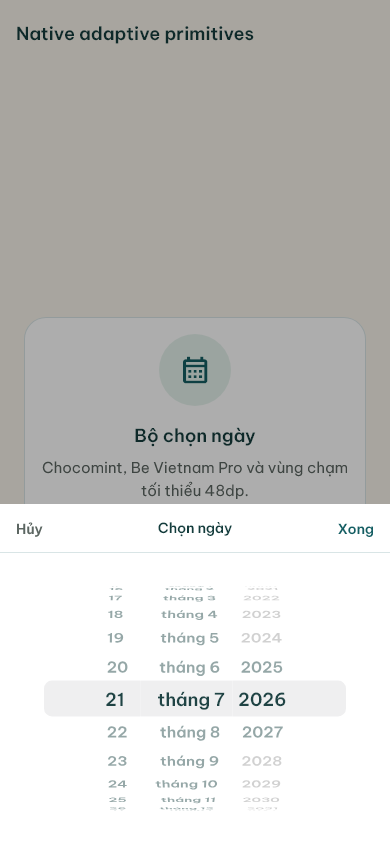 Native adaptive primitives
Bộ chọn ngày
Chocomint, Be Vietnam Pro và vùng chạm
tối thiểu 48dp.
Hủy Chọn ngày Xong
17 tháng 3 2022
18 tháng 4 2023
19 tháng 5 2024
20 tháng 6 2025
21 tháng 7 2026
22 tháng 8 2027
23 tháng 9 2028
24 tháng 10 2029
25 tháng 11 2030